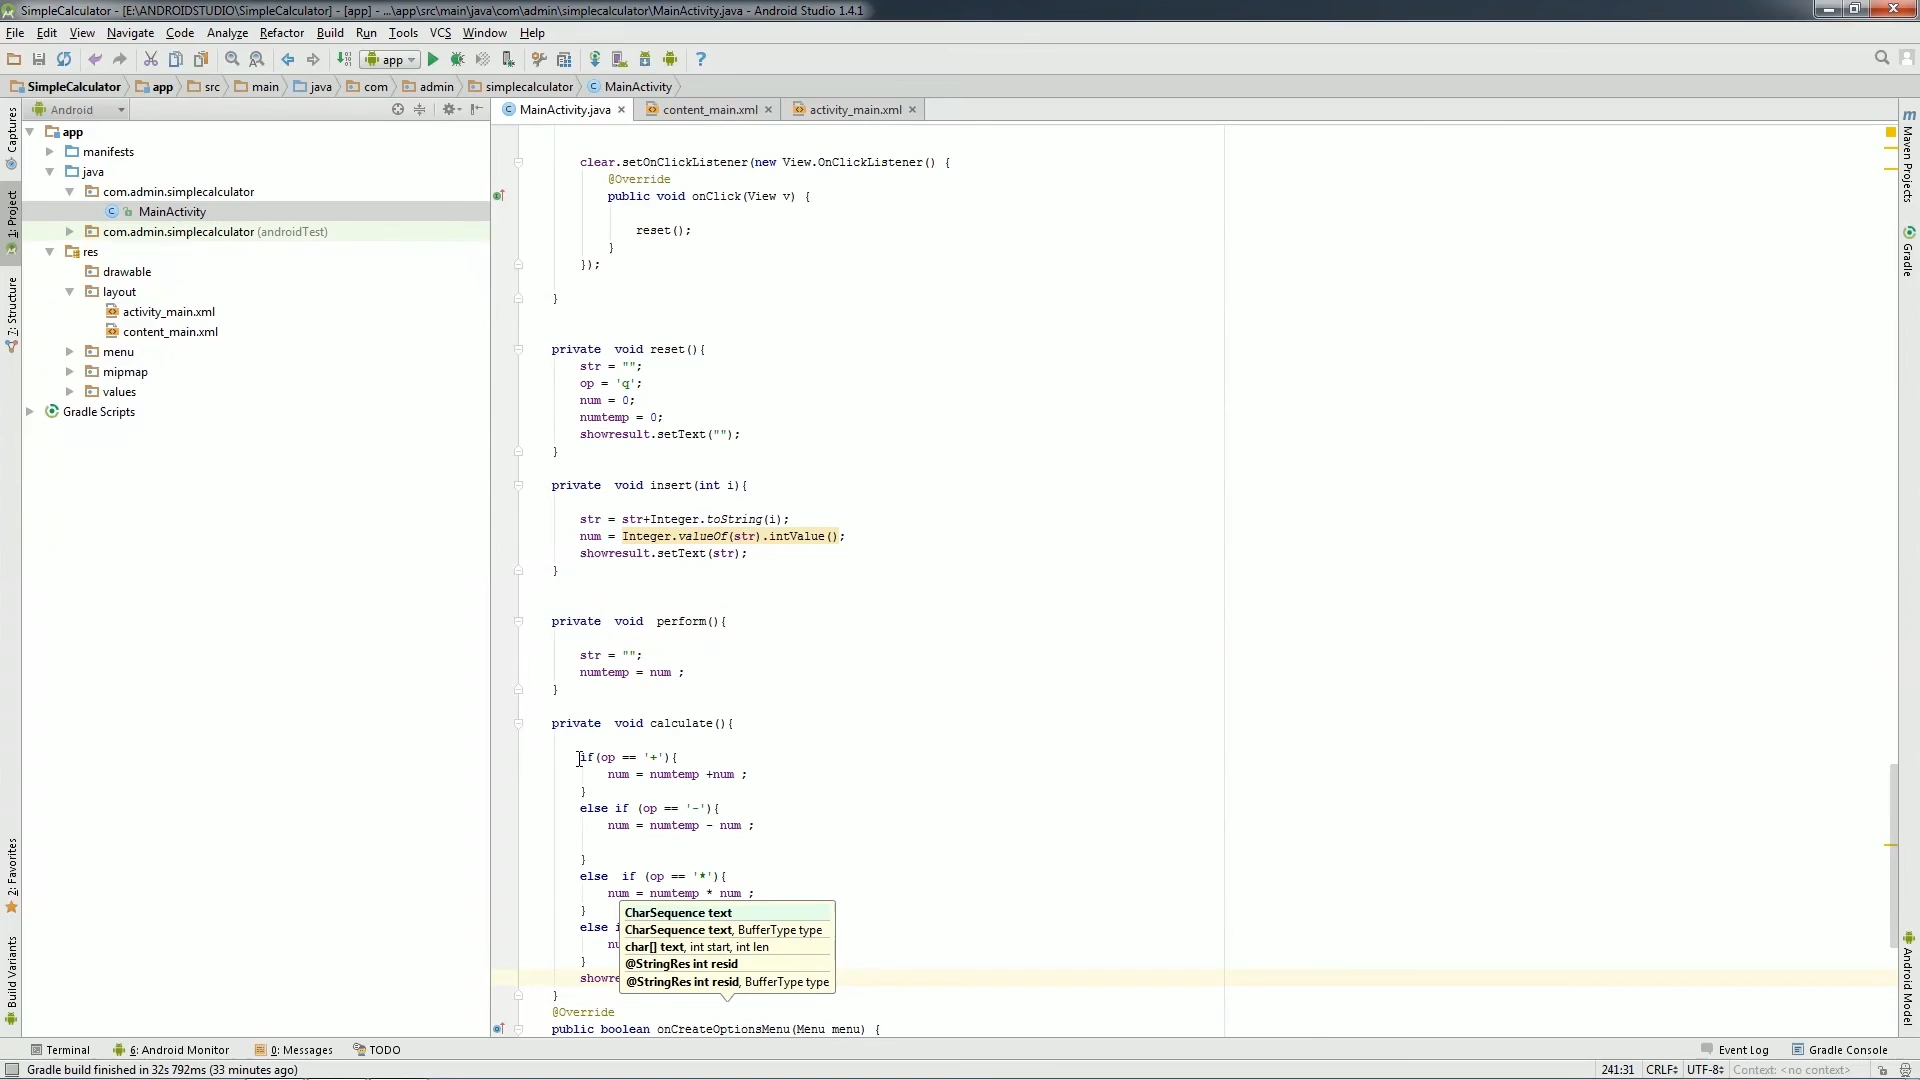 SimpleCalculator - [E:\ANDROIDSTUDIO\SimpleCalculator] - [app] - ...\app\src\main\java\com\admin\simplecalculator\MainActivity.java - Android Studio 1.4.1
File Edit View Navigate Code Analyze Refactor Build Run Tools VCS Window Help
app
SimpleCalculator app src main java com admin simplecalculator MainActivity
Android
MainActivity.java content_main.xml activity_main.xml
Captures
1: Project
7: Structure
2: Favorites
Build Variants
app
manifests
java
com.admin.simplecalculator
MainActivity
com.admin.simplecalculator (androidTest)
res
drawable
layout
activity_main.xml
content_main.xml
menu
mipmap
values
Gradle Scripts
clear.setOnClickListener(new View.OnClickListener() {
@Override
public void onClick(View v) {
reset();
}
});
}
private  void reset(){
str = "";
op = 'q';
num = 0;
numtemp = 0;
showresult.setText("");
}
private  void insert(int i){
str = str+Integer.toString(i);
num = Integer.valueOf(str).intValue();
showresult.setText(str);
}
private  void  perform(){
str = "";
numtemp = num ;
}
private  void calculate(){
if(op == '+'){
num = numtemp +num ;
}
else if (op == '-'){
num = numtemp - num ;
}
else  if (op == '*'){
num = numtemp * num ;
}
else i
}
showre
}
@Override
public boolean onCreateOptionsMenu(Menu menu) {
CharSequence text
CharSequence text, BufferType type
char[] text, int start, int len
@StringRes int resid
@StringRes int resid, BufferType type
m Maven Projects
Gradle
Android Model
Terminal 6: Android Monitor 0: Messages TODO Event Log Gradle Console
Gradle build finished in 32s 792ms (33 minutes ago) 241:31 CRLF UTF-8 Context: <no context>